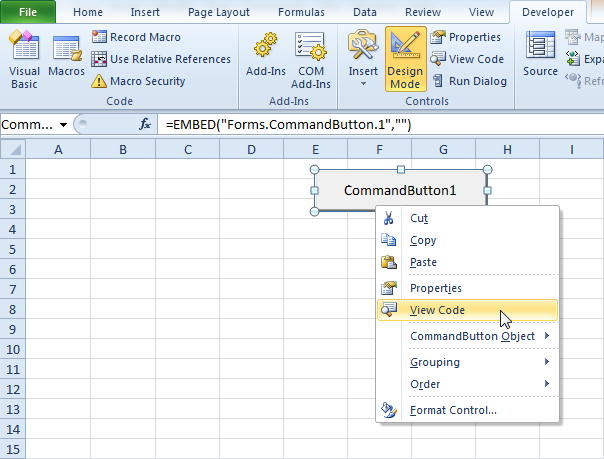 File Home Insert Page Layout Formulas Data Review View Developer
Visual Basic
Macros
Record Macro
Use Relative References
Macro Security
Code
Add-Ins
COM Add-Ins
Add-Ins
Insert
Design Mode
Properties
View Code
Run Dialog
Controls
Source
Map
Expa
Refr
Comm... fx =EMBED("Forms.CommandButton.1","")
A B C D E F G H I
1
2 CommandButton1
3
4
5
6
7
8
9
10
11
12
13
14
15
Cut
Copy
Paste
Properties
View Code
CommandButton Object
Grouping
Order
Format Control...